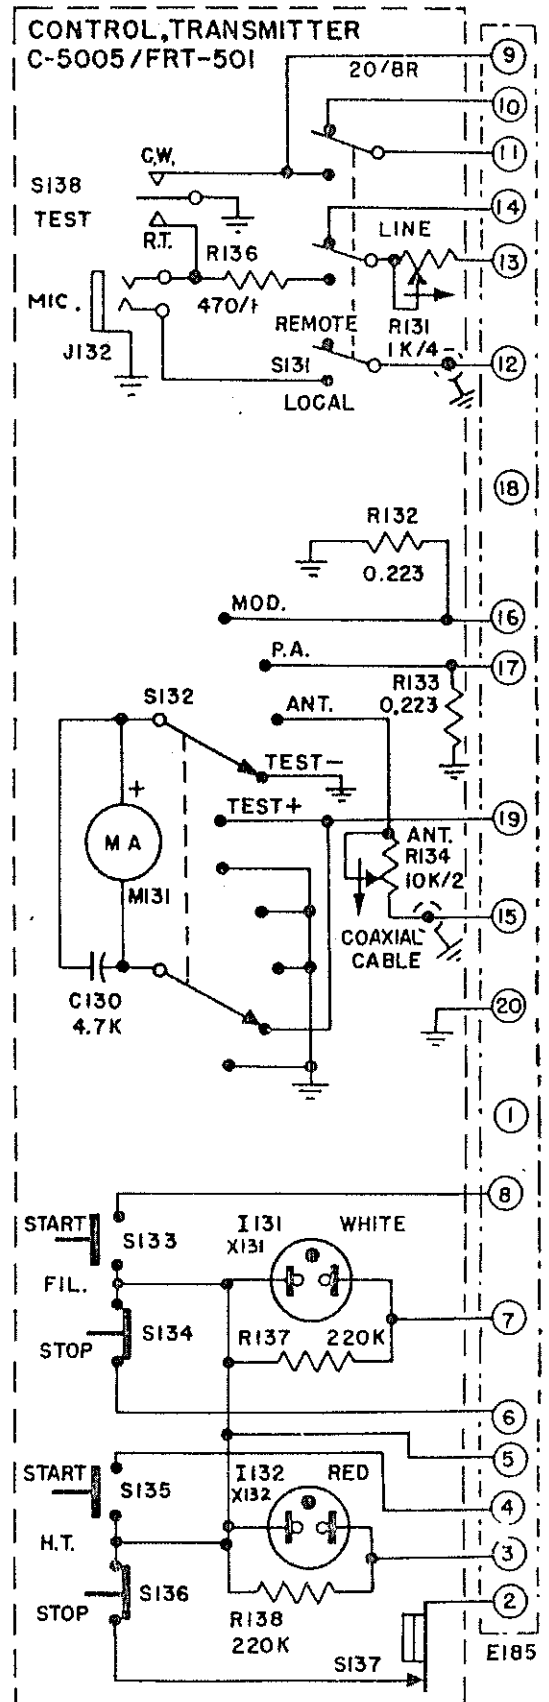 CONTROL, TRANSMITTER
C-5005/FRT-501
9
20/BR
10
C.W.
11
S138
TEST
14
LINE
R.T.
R136
13
MIC.
470/1
REMOTE
R131
1K/4
J132
S131
12
LOCAL
18
R132
0.223
MOD.
16
P.A.
17
R133
0.223
S132
ANT.
TEST-
+
TEST+
19
MA
ANT.
R134
10K/2
M131
15
COAXIAL
CABLE
C130
4.7K
20
1
8
START
S133
I131
X131
WHITE
FIL.
7
S134
R137
220K
STOP
6
5
START
S135
I132
X132
RED
4
H.T.
3
S136
2
STOP
R138
220K
S137
E185